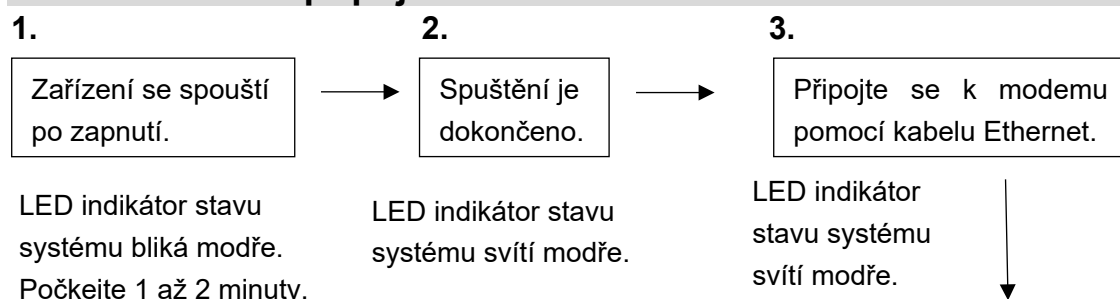 1.
Zařízení se spouští
po zapnutí.
LED indikátor stavu
systému bliká modře.
Počkejte 1 až 2 minuty.
2.
Spuštění je
dokončeno.
LED indikátor stavu
systému svítí modře.
3.
Připojte se k modemu
pomocí kabelu Ethernet.
LED indikátor
stavu systému
svítí modře.